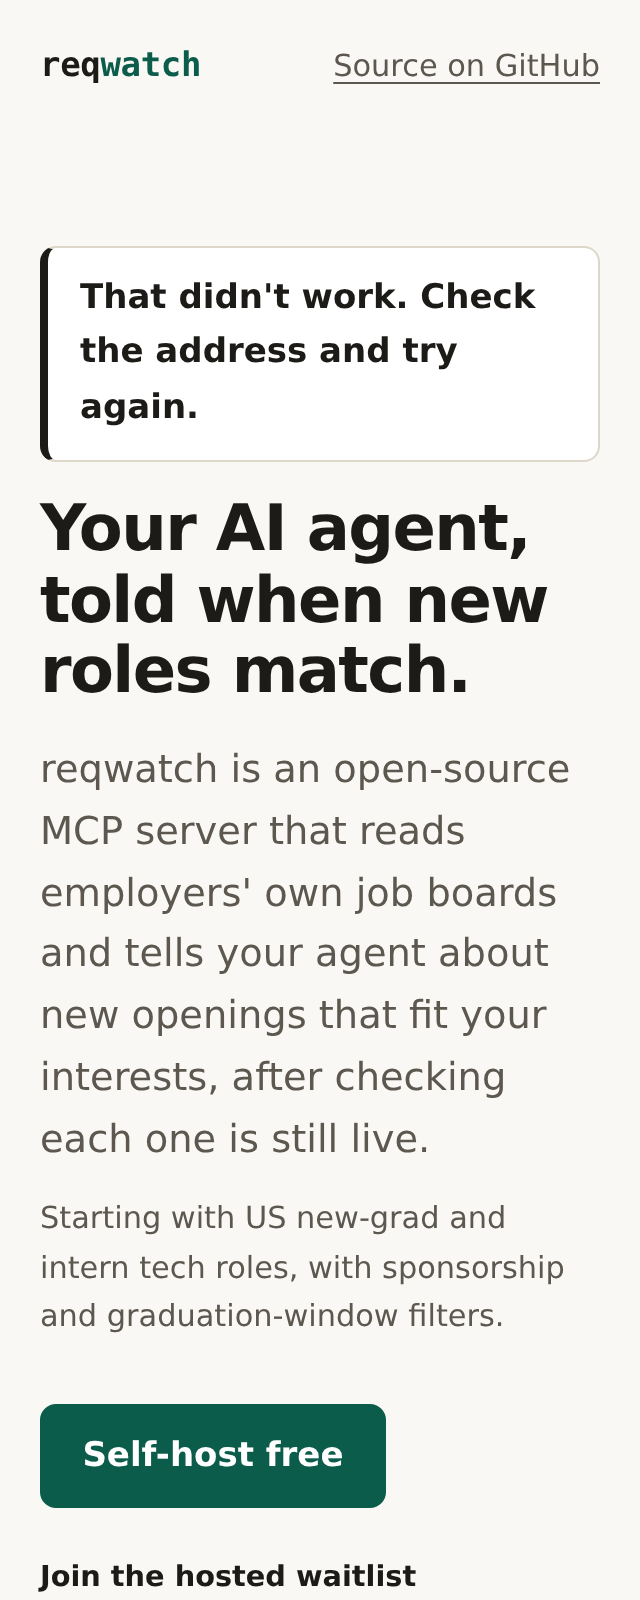 reqwatch
Source on GitHub
That didn't work. Check
the address and try
again.
Your AI agent,
told when new
roles match.
reqwatch is an open-source
MCP server that reads
employers' own job boards
and tells your agent about
new openings that fit your
interests, after checking
each one is still live.
Starting with US new-grad and
intern tech roles, with sponsorship
and graduation-window filters.
Self-host free
Join the hosted waitlist